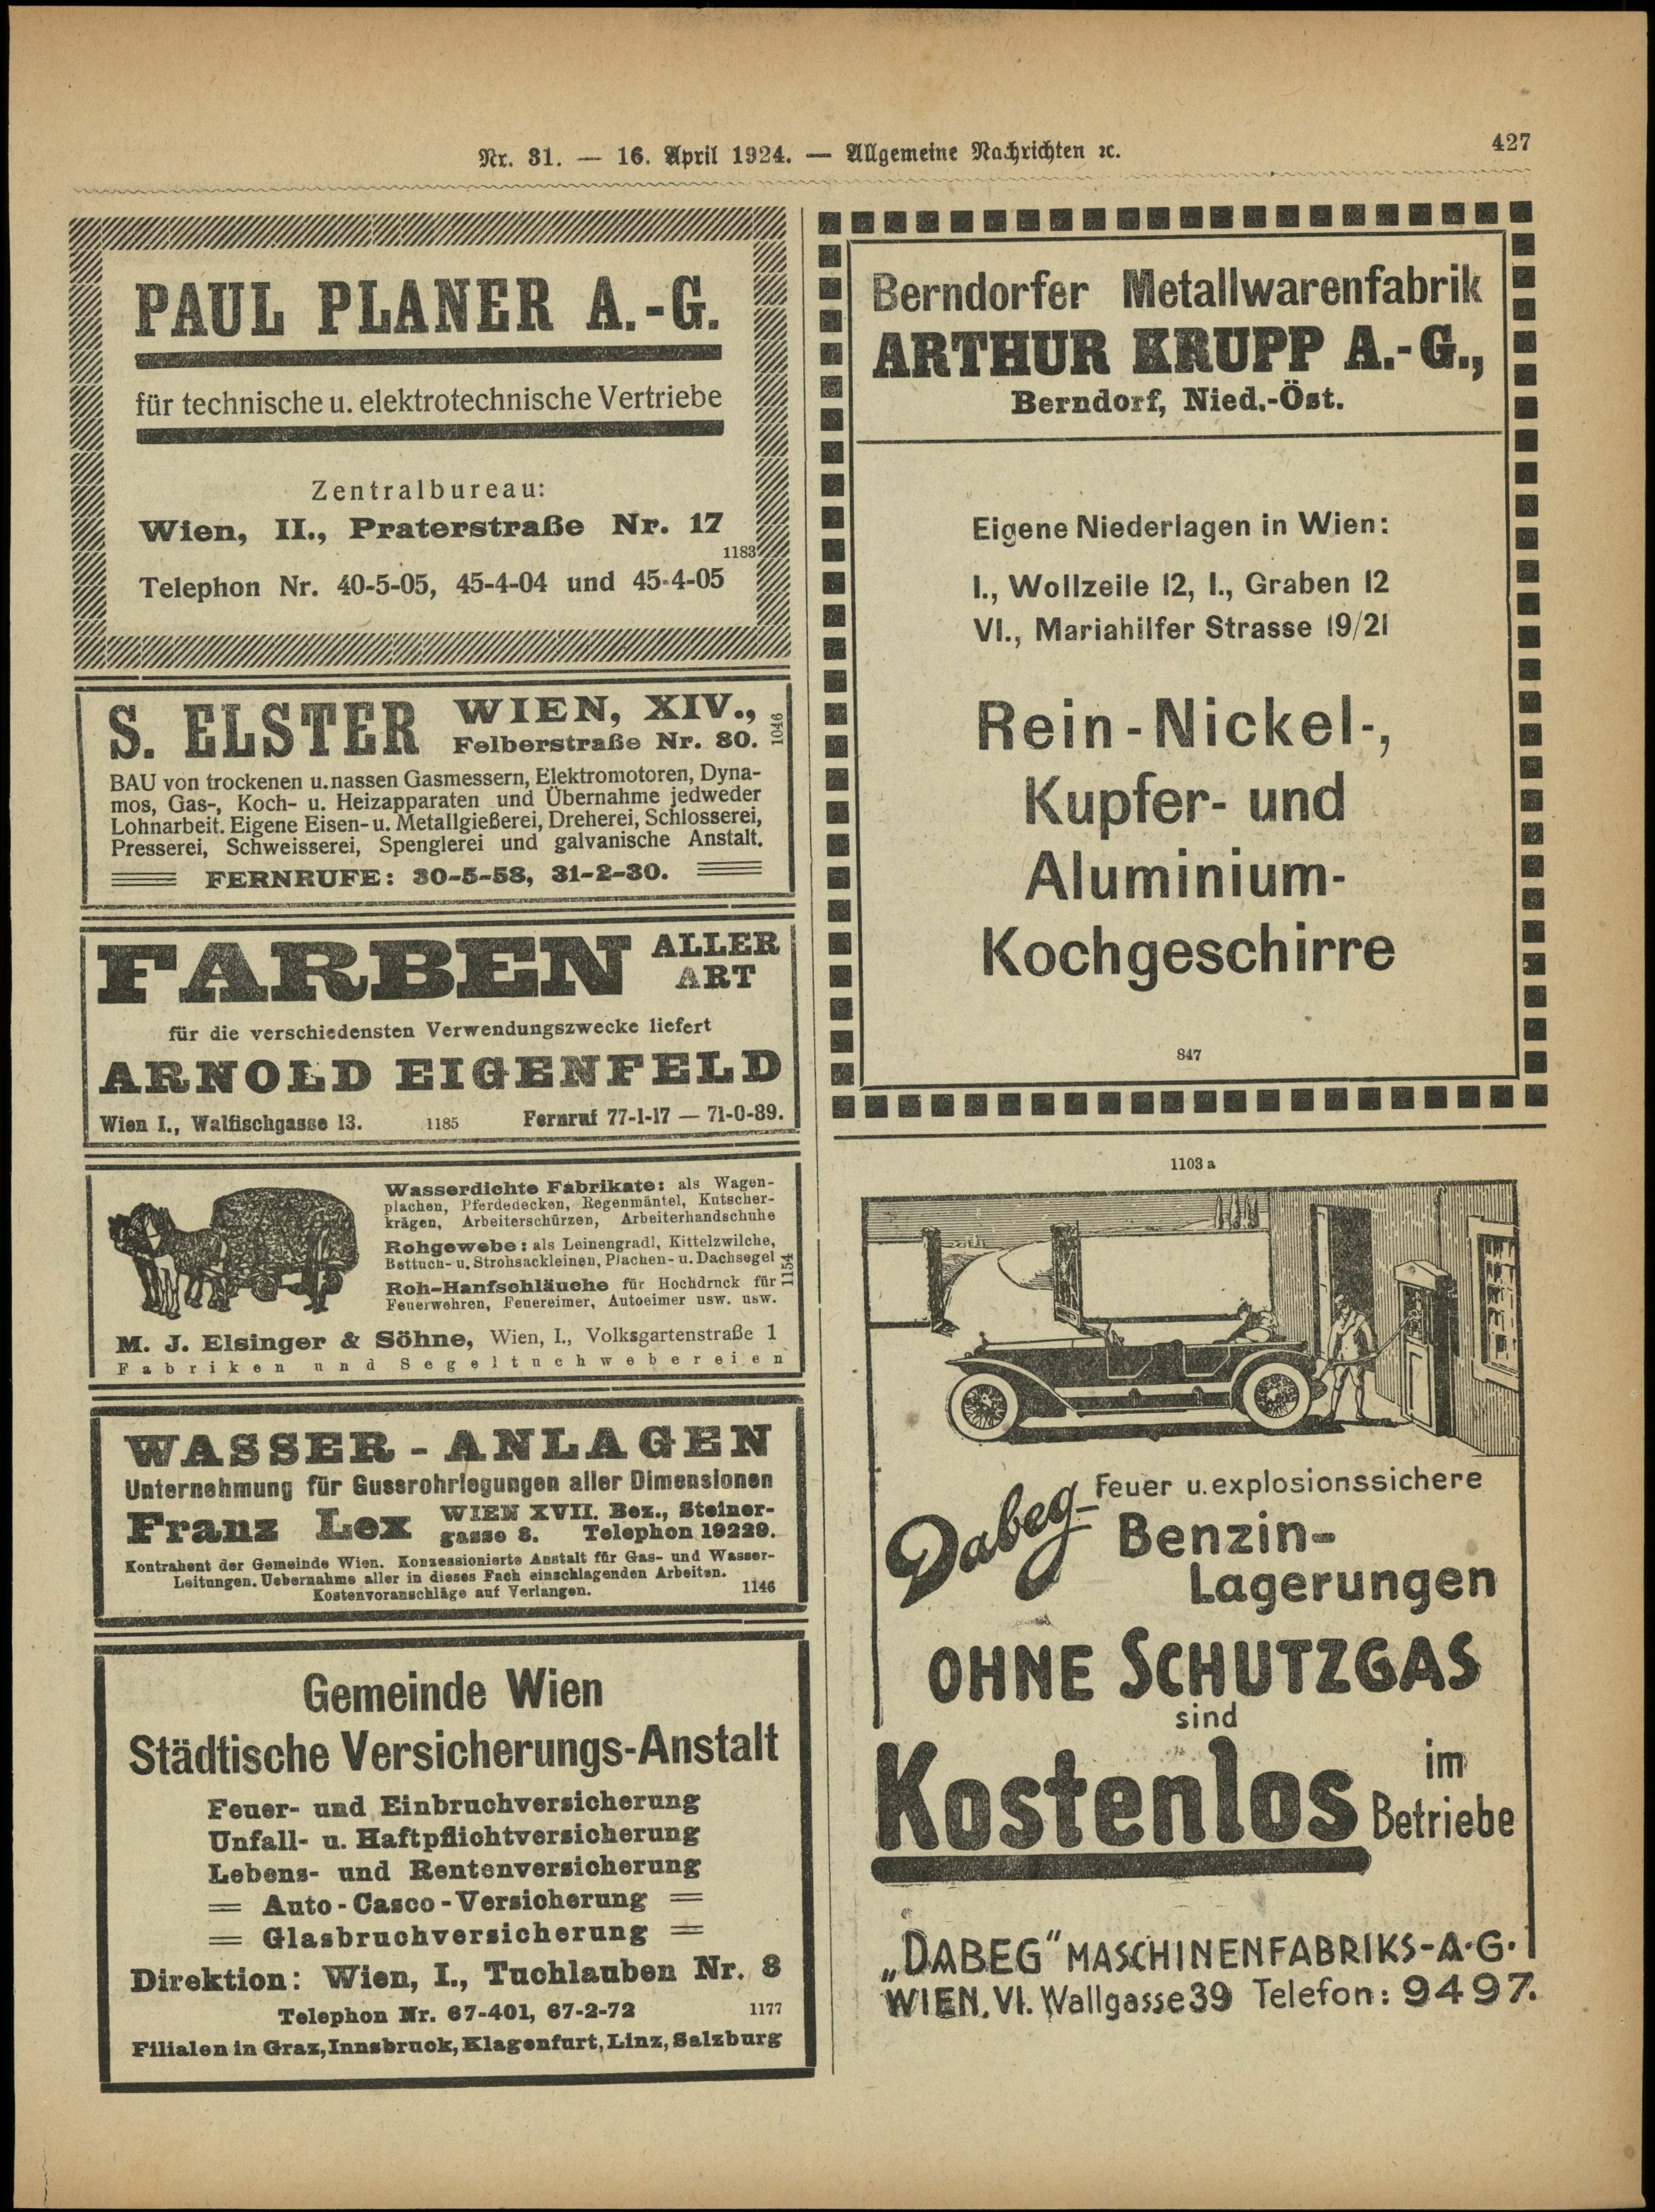 Nr. 31. — 16. April 1924. — Allgemeine Nachrichten ꝛc.
427
PAUL PLANER A.-G.
für technische u. elektrotechnische Vertriebe
Zentralbureau:
Wien, II., Praterstraße Nr. 17
1183
Telephon Nr. 40-5-05, 45-4-04 und 45-4-05
S. ELSTER WIEN, XIV.,
Felberstraße Nr. 80.
1046
BAU von trockenen u. nassen Gasmessern, Elektromotoren, Dyna-
mos, Gas-, Koch- u. Heizapparaten und Übernahme jedweder
Lohnarbeit. Eigene Eisen- u. Metallgießerei, Dreherei, Schlosserei,
Presserei, Schweisserei, Spenglerei und galvanische Anstalt.
FERNRUFE: 30-5-58, 31-2-30.
FARBEN ALLER
ART
für die verschiedensten Verwendungszwecke liefert
ARNOLD EIGENFELD
Wien I., Walfischgasse 13. 1185 Fernruf 77-1-17 — 71-0-89.
Wasserdichte Fabrikate: als Wagen-
plachen, Pferdedecken, Regenmäntel, Kutscher-
krägen, Arbeiterschürzen, Arbeiterhandschuhe
Rohgewebe: als Leinengradl, Kittelzwilche,
Bettuch- u. Strohsackleinen, Plachen- u. Dachsegel
Roh-Hanfschläuche für Hochdruck für
Feuerwehren, Feuereimer, Autoeimer usw. usw.
1154
M. J. Elsinger & Söhne, Wien, I., Volksgartenstraße 1
Fabriken und Segeltuchwebereien
WASSER-ANLAGEN
Unternehmung für Gussrohrlegungen aller Dimensionen
Franz Lex WIEN XVII. Bez., Steiner-
gasse 8. Telephon 19229.
Kontrahent der Gemeinde Wien. Konzessionierte Anstalt für Gas- und Wasser-
Leitungen. Uebernahme aller in dieses Fach einschlagenden Arbeiten.
Kostenvoranschläge auf Verlangen. 1146
Gemeinde Wien
Städtische Versicherungs-Anstalt
Feuer- und Einbruchversicherung
Unfall- u. Haftpflichtversicherung
Lebens- und Rentenversicherung
= Auto-Casco-Versicherung =
= Glasbruchversicherung =
Direktion: Wien, I., Tuchlauben Nr. 8
Telephon Nr. 67-401, 67-2-72 1177
Filialen in Graz, Innsbruck, Klagenfurt, Linz, Salzburg
Berndorfer Metallwarenfabrik
ARTHUR KRUPP A.-G.,
Berndorf, Nied.-Öst.
Eigene Niederlagen in Wien:
I., Wollzeile 12, I., Graben 12
VI., Mariahilfer Strasse 19/21
Rein-Nickel-,
Kupfer- und
Aluminium-
Kochgeschirre
847
1103 a
Dabeg- Feuer u. explosionssichere
Benzin-
Lagerungen
OHNE SCHUTZGAS
sind
Kostenlos im
Betriebe
„DABEG" MASCHINENFABRIKS-A.G.
WIEN. VI. Wallgasse 39 Telefon: 9497.